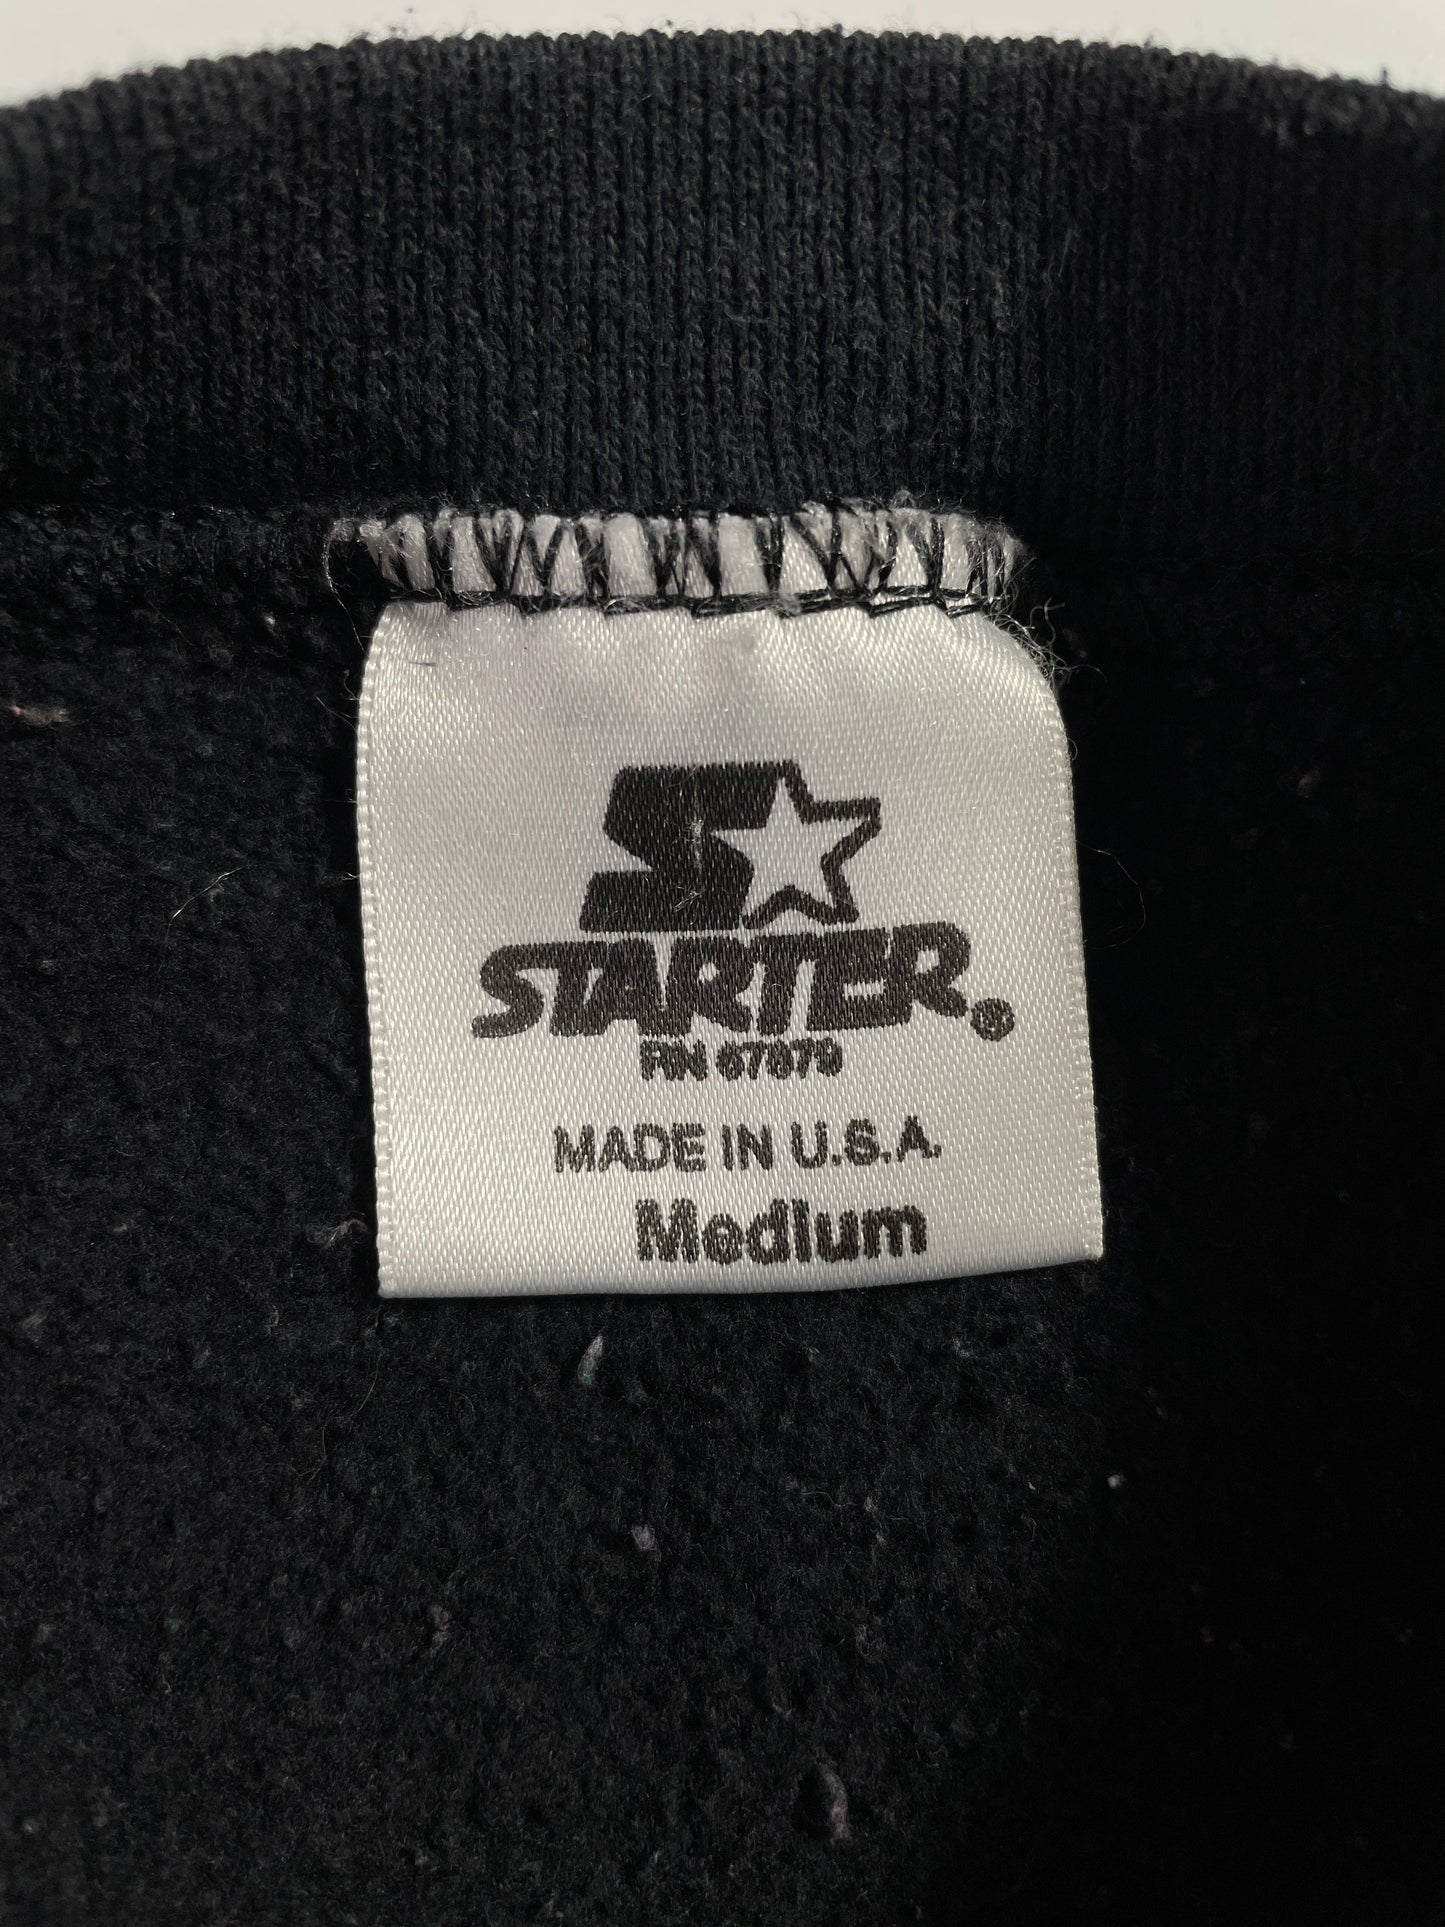 STARTER®
RN 67879
MADE IN U.S.A.
Medium